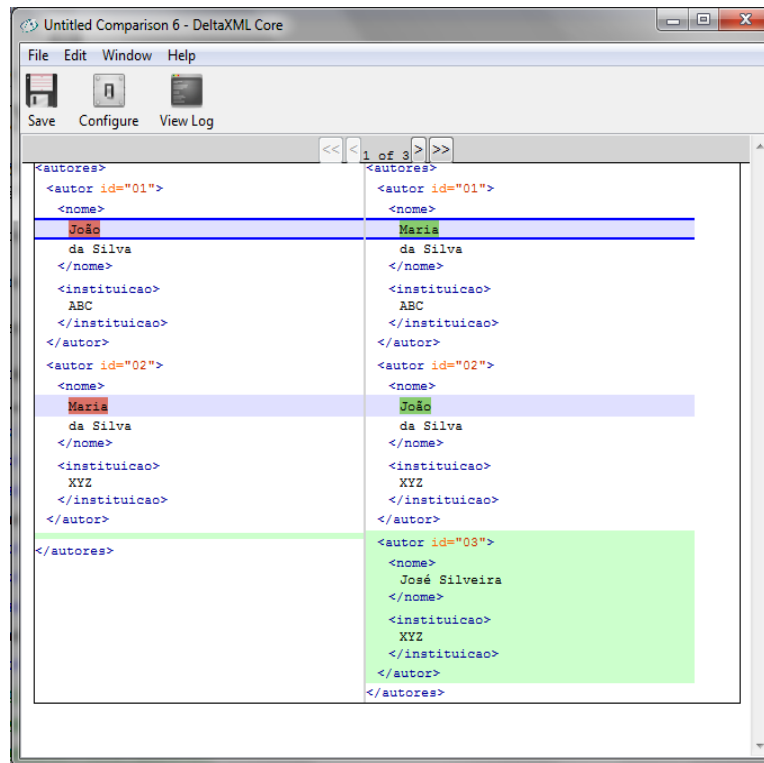 Untitled Comparison 6 - DeltaXML Core
File Edit Window Help
Save Configure View Log
<< < 1 of 3 > >>
<autores>
<autor id="01">
<nome>
João
da Silva
</nome>
<instituicao>
ABC
</instituicao>
</autor>
<autor id="02">
<nome>
Maria
da Silva
</nome>
<instituicao>
XYZ
</instituicao>
</autor>
</autores>
<autores>
<autor id="01">
<nome>
Maria
da Silva
</nome>
<instituicao>
ABC
</instituicao>
</autor>
<autor id="02">
<nome>
João
da Silva
</nome>
<instituicao>
XYZ
</instituicao>
</autor>
<autor id="03">
<nome>
José Silveira
</nome>
<instituicao>
XYZ
</instituicao>
</autor>
</autores>